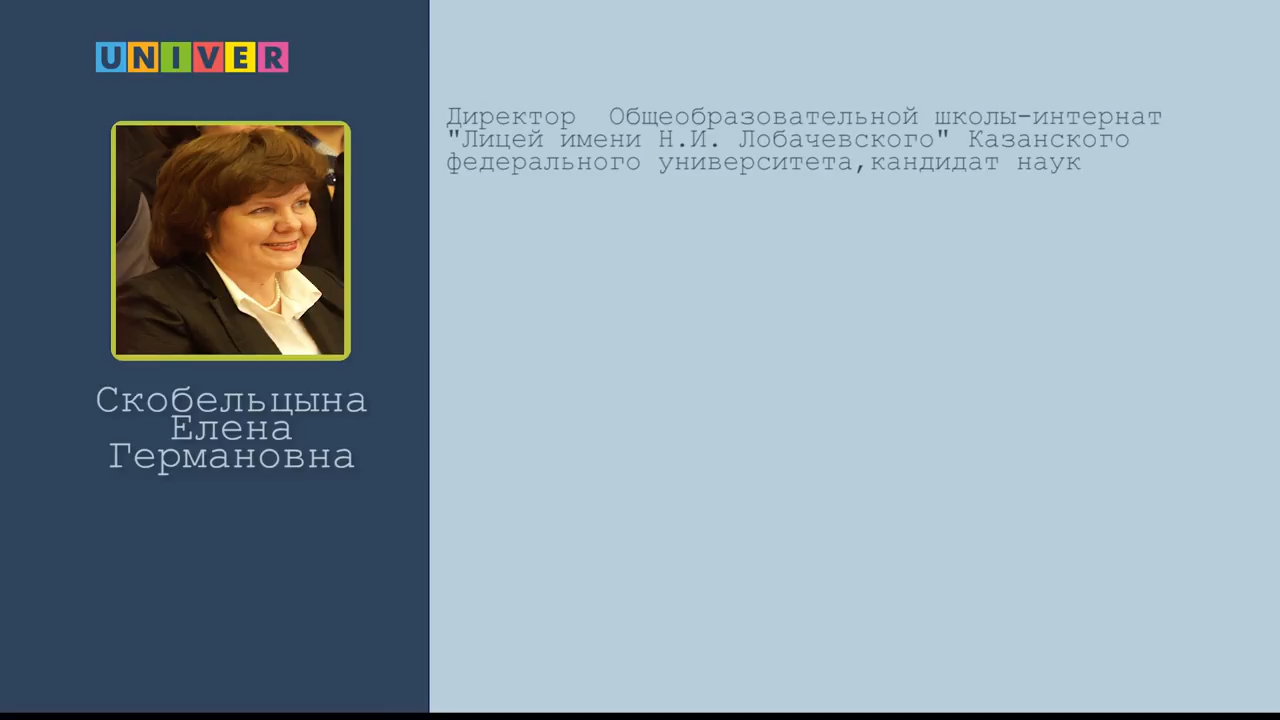 UNIVER
Скобельцына
Елена
Германовна
Директор  Общеобразовательной школы-интернат
"Лицей имени Н.И. Лобачевского" Казанского
федерального университета,кандидат наук